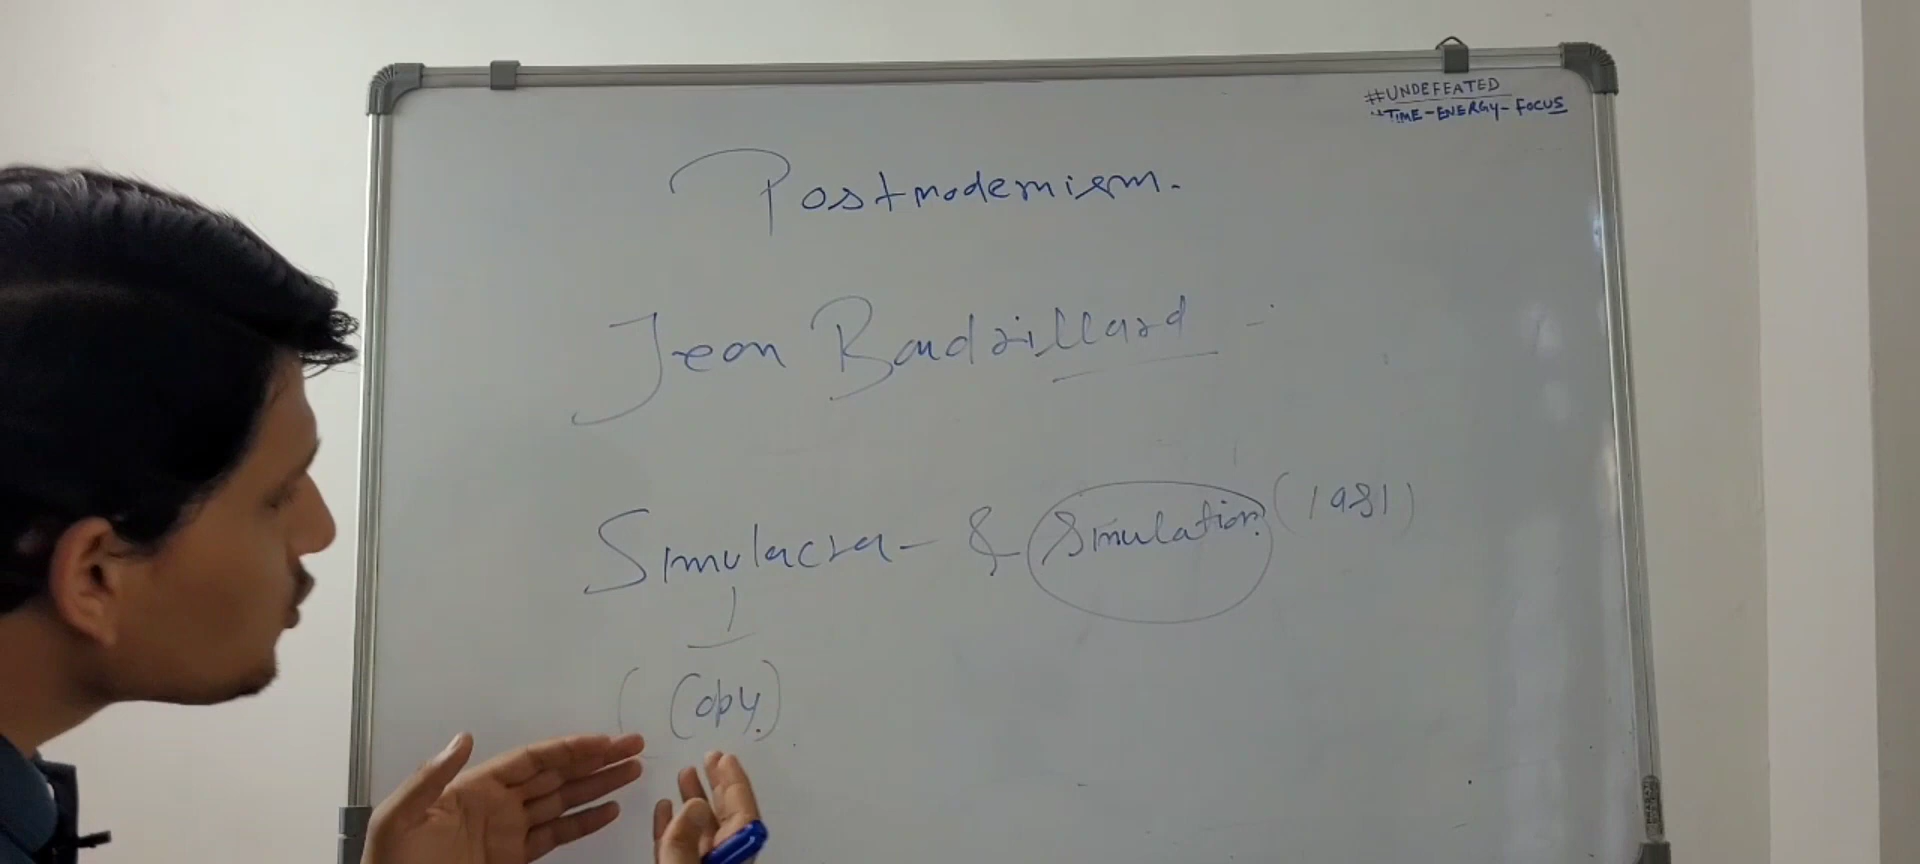 #UNDEFEATED
TIME-ENERGY-FOCUS
Postmodernism.
Jean Baudrillard -
Simulacra - & Simulation (1981)
(Copy)